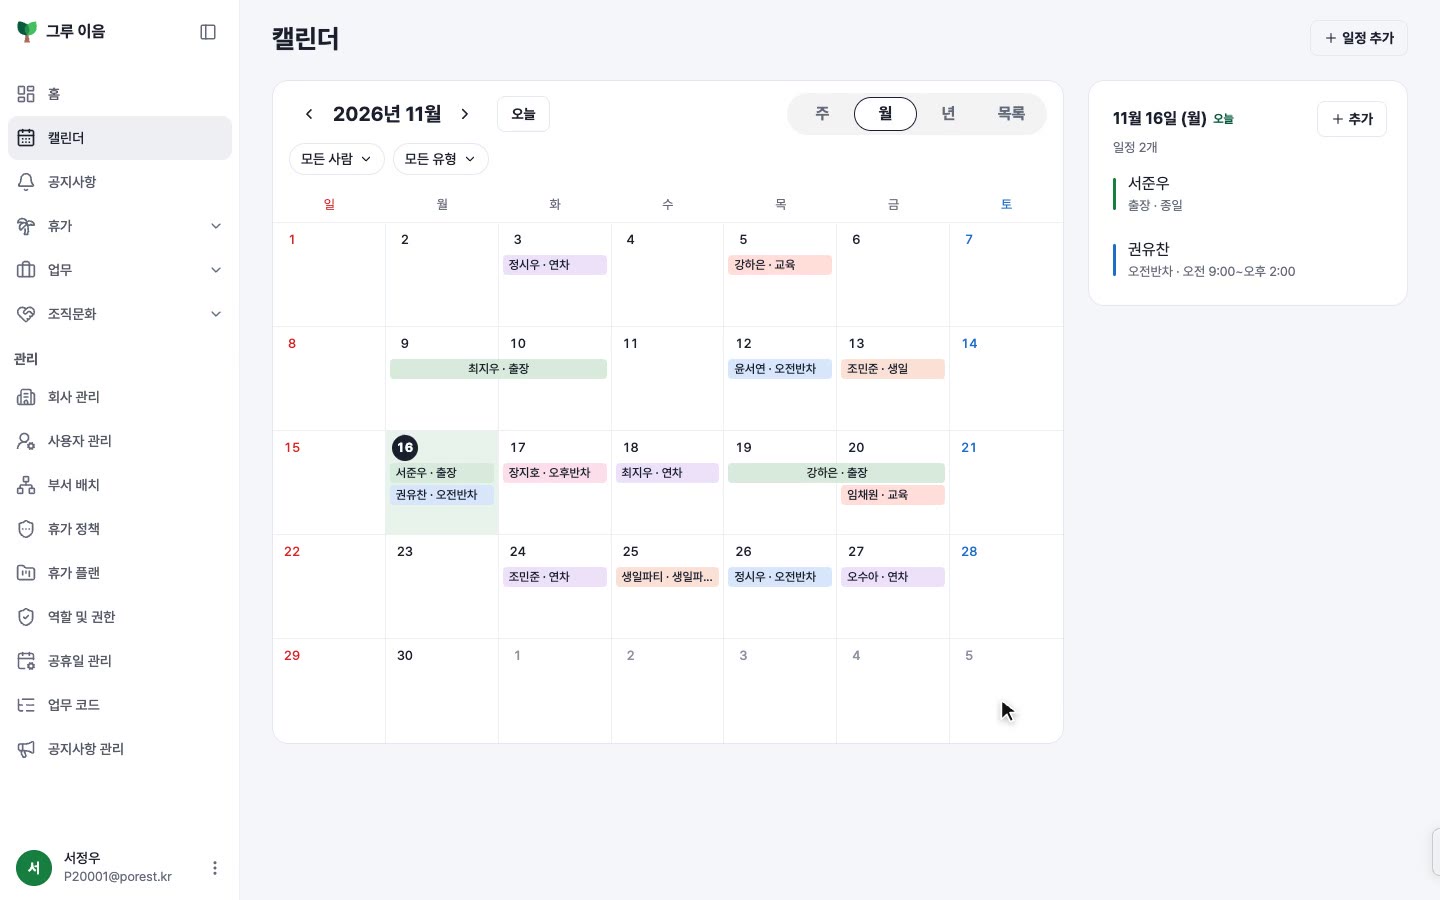 그루 이음
홈
캘린더
공지사항
휴가
업무
조직문화
관리
회사 관리
사용자 관리
부서 배치
휴가 정책
휴가 플랜
역할 및 권한
공휴일 관리
업무 코드
공지사항 관리
서
서정우
P20001@porest.kr
캘린더
일정 추가
2026년 11월
오늘
주 월 년 목록
모든 사람 모든 유형
일 월 화 수 목 금 토
1 2 3 4 5 6 7
정시우 · 연차 강하은 · 교육
8 9 10 11 12 13 14
최지우 · 출장 윤서연 · 오전반차 조민준 · 생일
15 16 17 18 19 20 21
서준우 · 출장 장지호 · 오후반차 최지우 · 연차 강하은 · 출장
권유찬 · 오전반차 임채원 · 교육
22 23 24 25 26 27 28
조민준 · 연차 생일파티 · 생일파... 정시우 · 오전반차 오수아 · 연차
29 30 1 2 3 4 5
11월 16일 (월) 오늘
추가
일정 2개
서준우
출장 · 종일
권유찬
오전반차 · 오전 9:00~오후 2:00